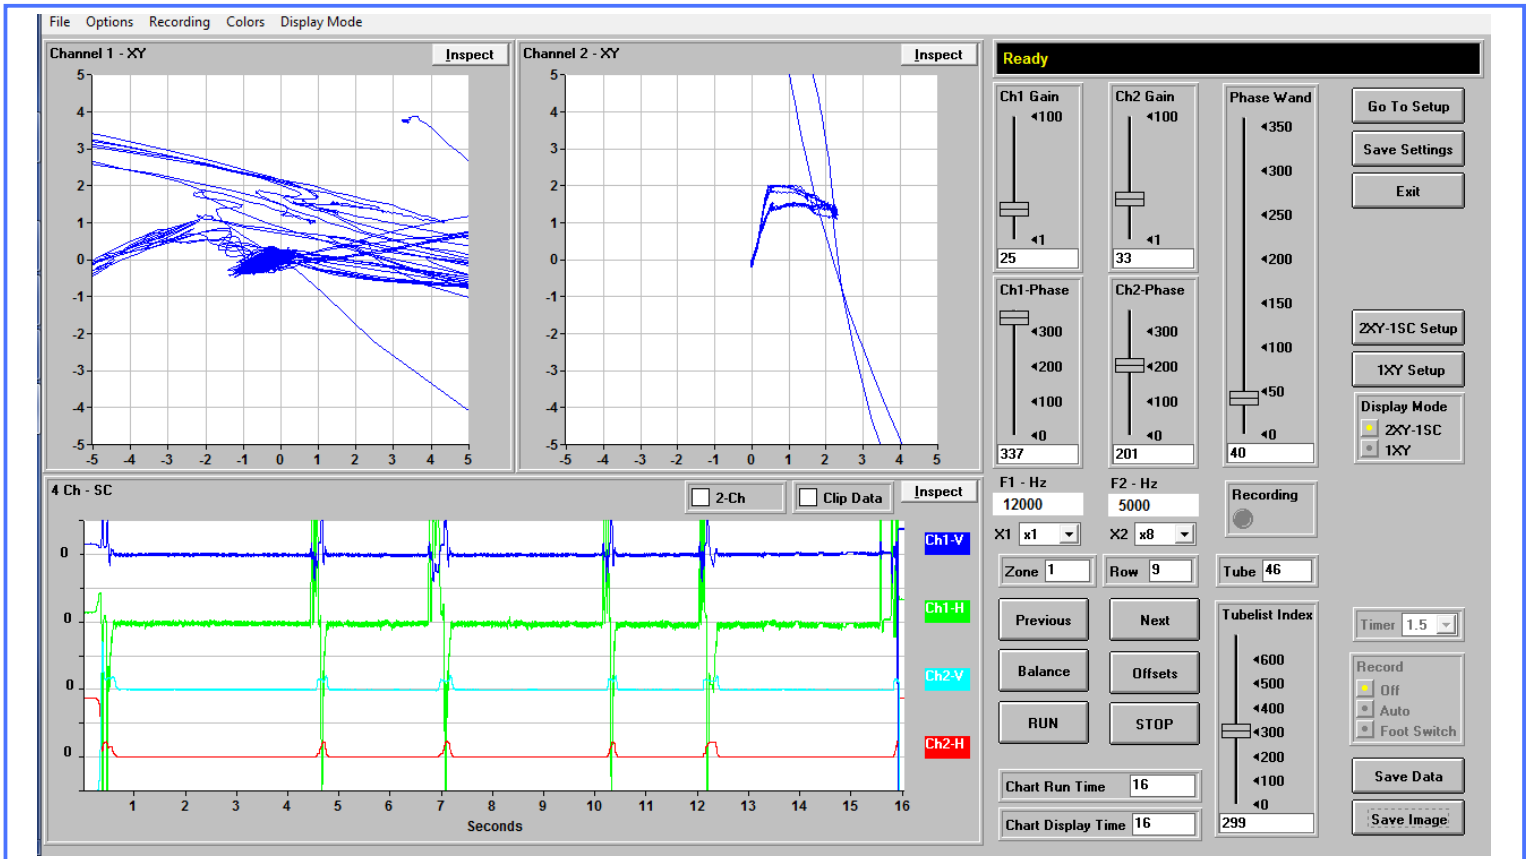 File Options Recording Colors Display Mode
Channel 1 - XY Inspect
5
4
3
2
1
0
-1
-2
-3
-4
-5
-5 -4 -3 -2 -1 0 1 2 3 4 5
Channel 2 - XY Inspect
5
4
3
2
1
0
-1
-2
-3
-4
-5
-5 -4 -3 -2 -1 0 1 2 3 4 5
4 Ch - SC 2-Ch Clip Data Inspect
0
0
0
0
Ch1-V
Ch1-H
Ch2-V
Ch2-H
1 2 3 4 5 6 7 8 9 10 11 12 13 14 15 16
Seconds
Ready
Ch1 Gain
100
1
25
Ch2 Gain
100
1
33
Phase Wand
350
300
250
200
150
100
50
0
40
Ch1-Phase
300
200
100
0
337
Ch2-Phase
300
200
100
0
201
F1 - Hz
12000
X1 x1
F2 - Hz
5000
X2 x8
Recording
Zone 1 Row 9 Tube 46
Previous Next
Balance Offsets
RUN STOP
Chart Run Time 16
Chart Display Time 16
Tubelist Index
600
500
400
300
200
100
0
299
Go To Setup
Save Settings
Exit
2XY-1SC Setup
1XY Setup
Display Mode
2XY-1SC
1XY
Timer 1.5
Record
Off
Auto
Foot Switch
Save Data
Save Image